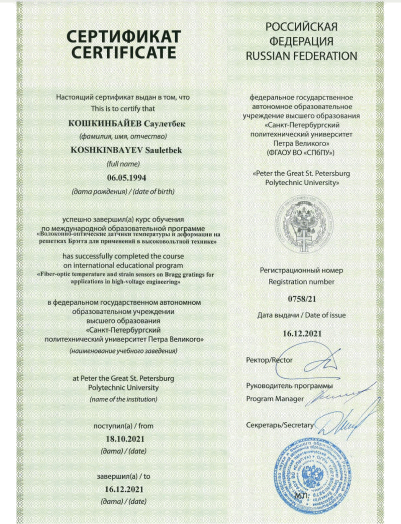 СЕРТИФИКАТ
CERTIFICATE
Настоящий сертификат выдан в том, что
This is to certify that
КОШКИНБАЙЕВ Саулетбек
(фамилия, имя, отчество)
KOSHKINBAYEV Sauletbek
(full name)
06.05.1994
(дата рождения) / (date of birth)
успешно завершил(а) курс обучения
по международной образовательной программе
«Волоконно-оптические датчики температуры и деформации на
решетках Брэгга для применений в высоковольтной технике»
has successfully completed the course
on international educational program
«Fiber-optic temperature and strain sensors on Bragg gratings for
applications in high-voltage engineering»
в федеральном государственном автономном
образовательном учреждении
высшего образования
«Санкт-Петербургский
политехнический университет Петра Великого»
(наименование учебного заведения)
at Peter the Great St. Petersburg
Polytechnic University
(name of the institution)
поступил(а) / from
18.10.2021
(дата) / (date)
завершил(а) / to
16.12.2021
(дата) / (date)
РОССИЙСКАЯ
ФЕДЕРАЦИЯ
RUSSIAN FEDERATION
федеральное государственное
автономное образовательное
учреждение высшего образования
«Санкт-Петербургский
политехнический университет
Петра Великого»
(ФГАОУ ВО «СПбПУ»)
«Peter the Great St. Petersburg
Polytechnic University»
Регистрационный номер
Registration number
0758/21
Дата выдачи / Date of issue
16.12.2021
Ректор/Rector
Руководитель программы
Program Manager
Секретарь/Secretary
М.П.